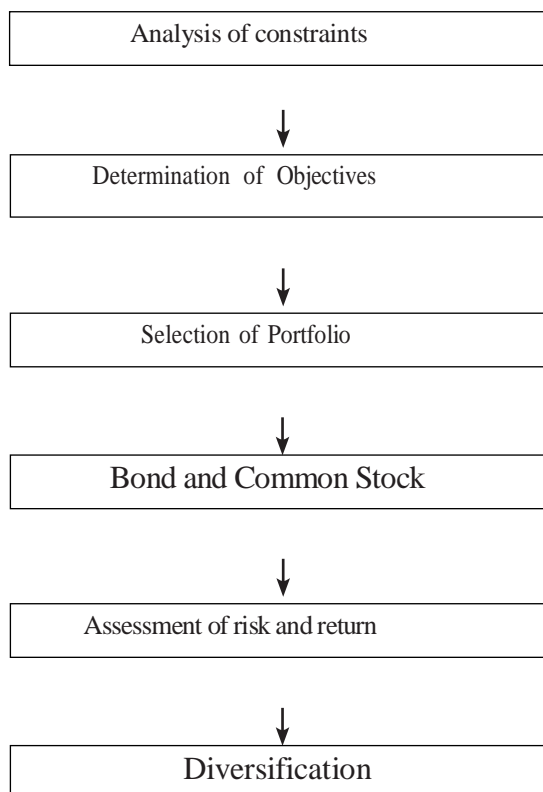 Analysis of constraints
Determination of Objectives
Selection of Portfolio
Bond and Common Stock
Assessment of risk and return
Diversification